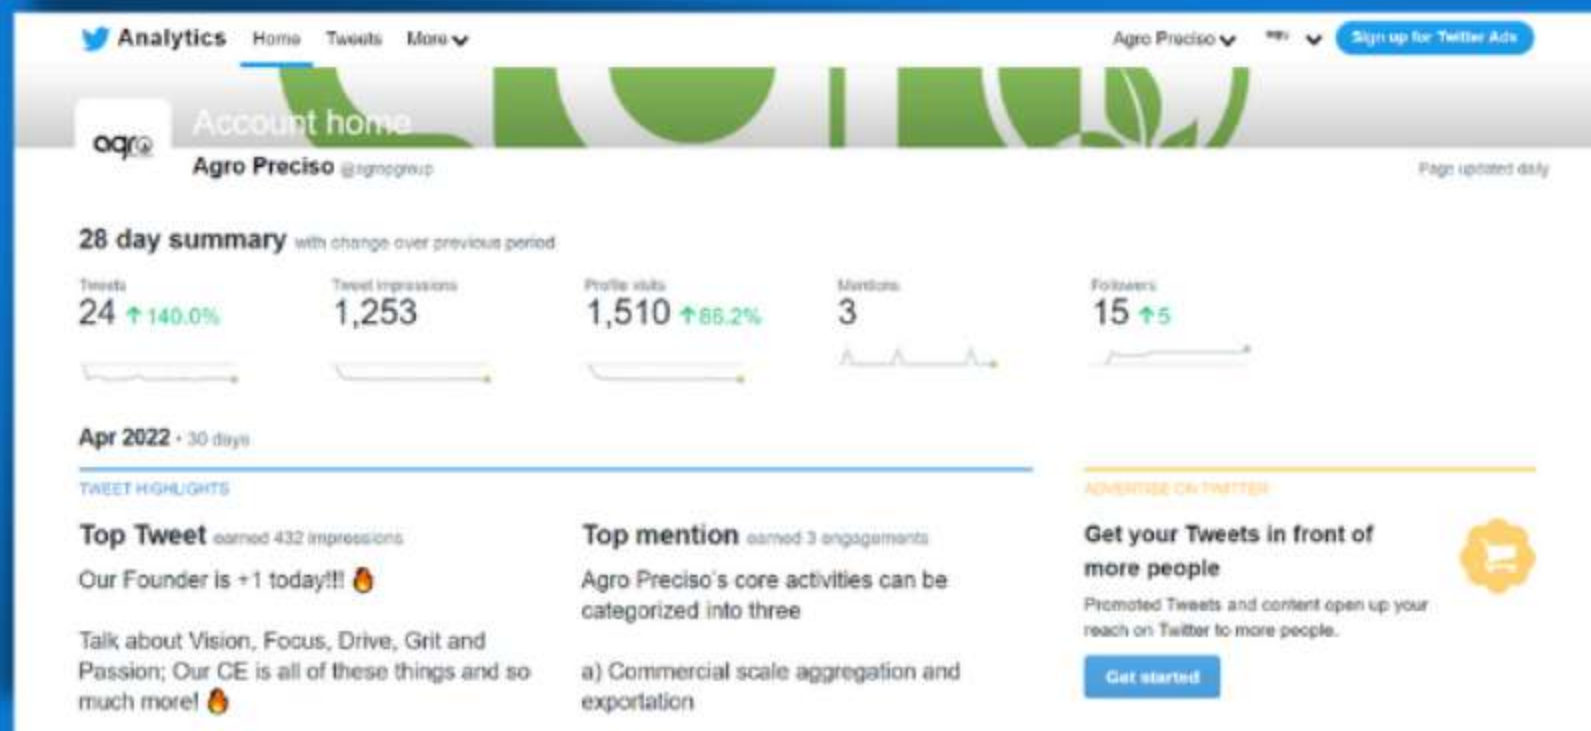 Analytics Home Tweets More Agro Preciso Sign up for Twitter Ads
Account home
agro
Agro Preciso @agropgroup
Page updated daily
28 day summary with change over previous period
Tweets Tweet impressions Profile visits Mentions Followers
24 ↑140.0% 1,253 1,510 ↑86.2% 3 15 ↑5
Apr 2022 • 30 days
TWEET HIGHLIGHTS
Top Tweet earned 432 impressions
Our Founder is +1 today!!! 🔥
Talk about Vision, Focus, Drive, Grit and
Passion; Our CE is all of these things and so
much more! 🔥
Top mention earned 3 engagements
Agro Preciso's core activities can be
categorized into three
a) Commercial scale aggregation and
exportation
ADVERTISE ON TWITTER
Get your Tweets in front of
more people
Promoted Tweets and content open up your
reach on Twitter to more people.
Get started